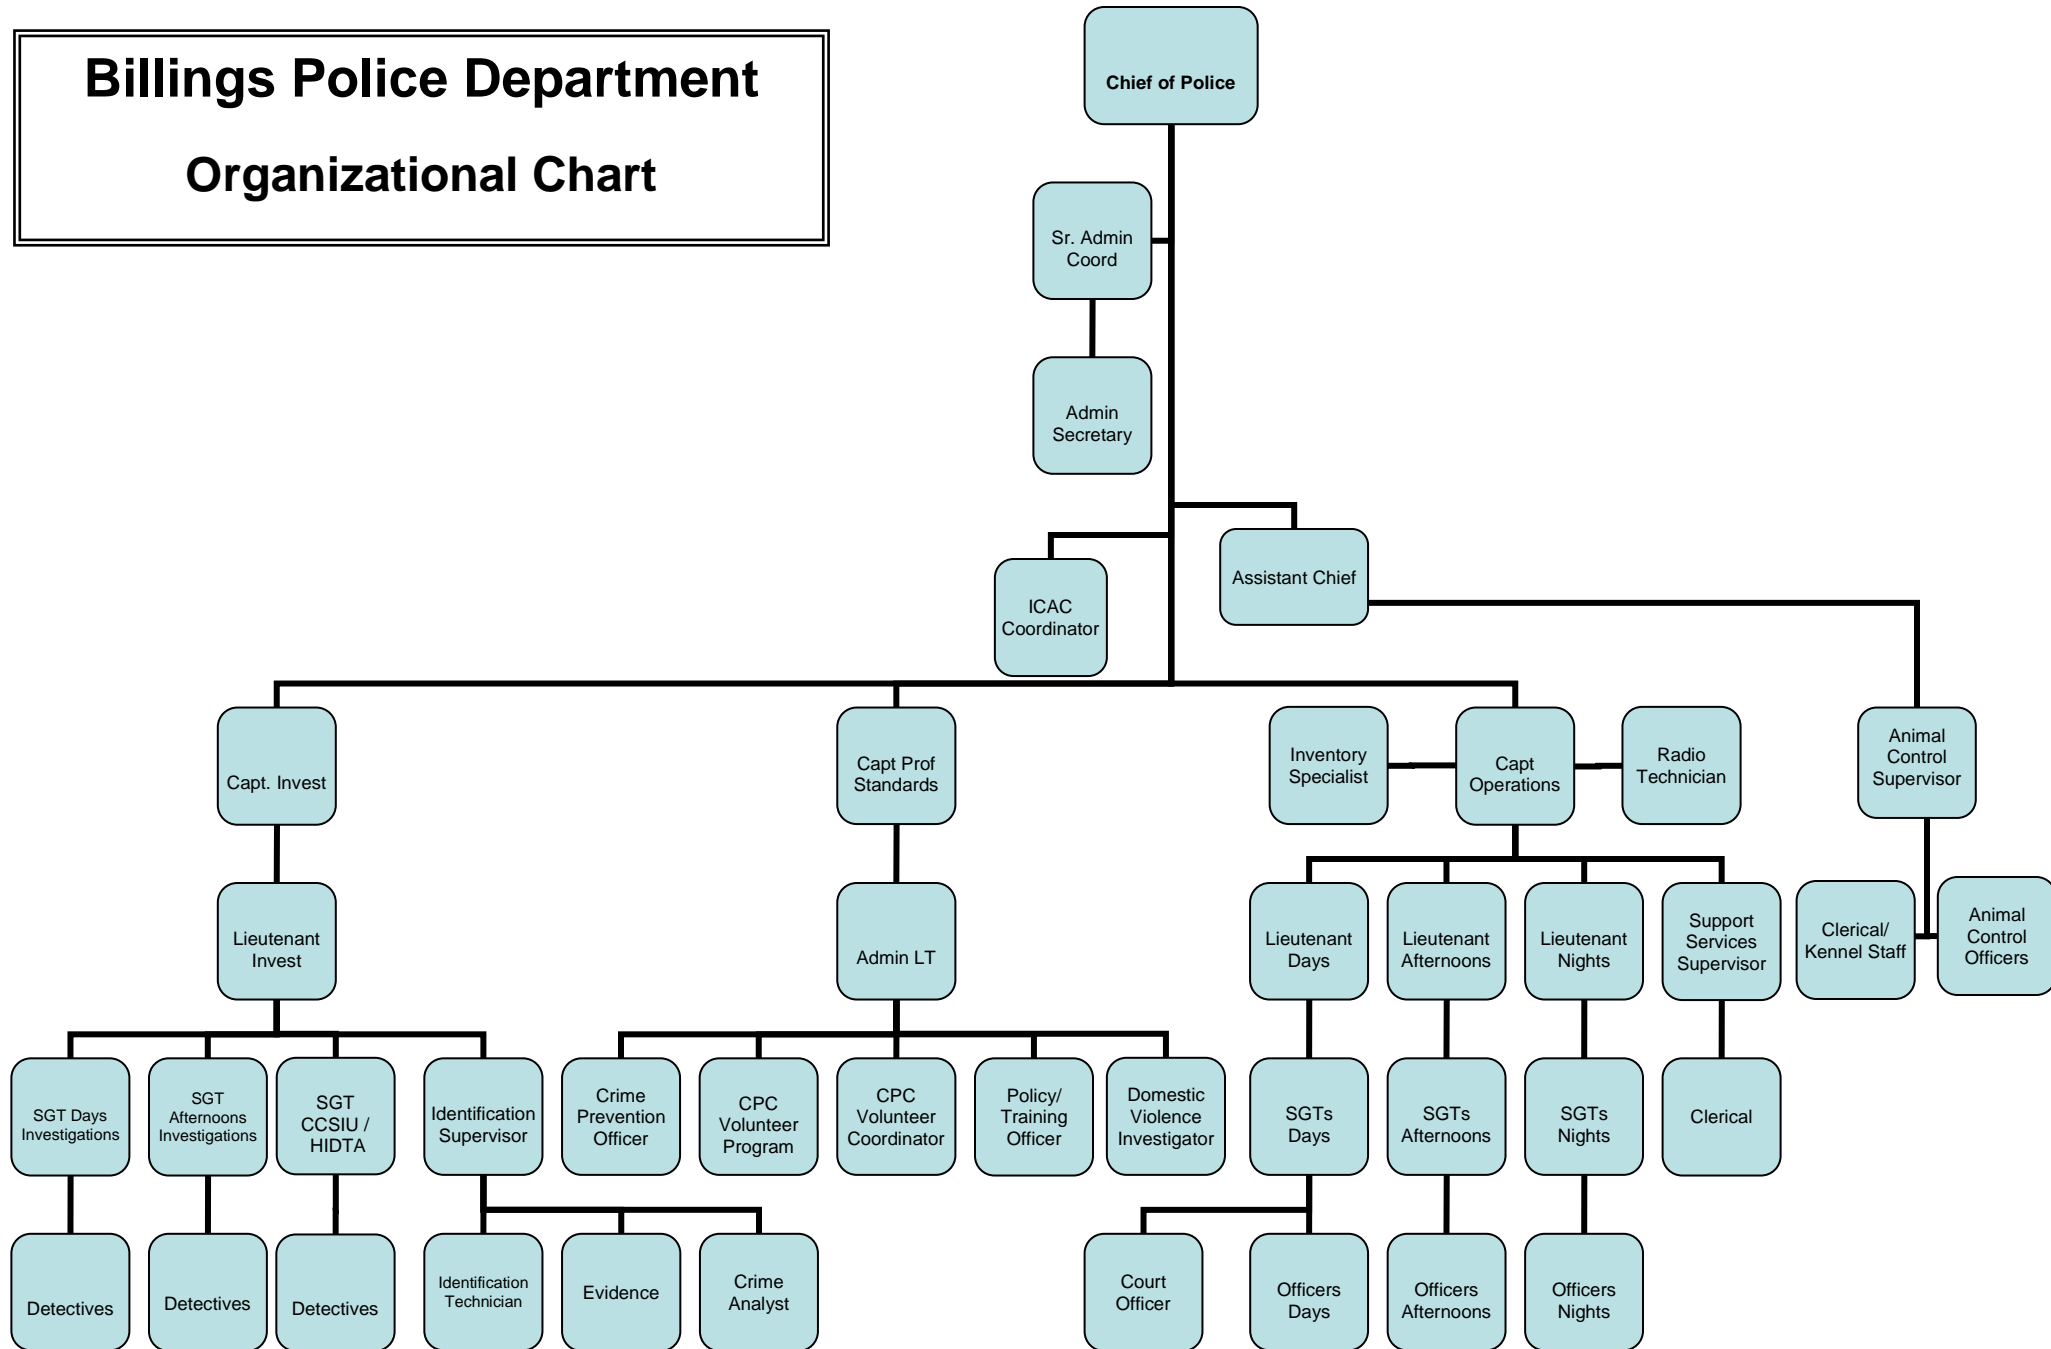 Billings Police Department
Organizational Chart
Chief of Police
Sr. Admin
Coord
Admin
Secretary
Assistant Chief
ICAC
Coordinator
Capt. Invest
Capt Prof
Standards
Inventory
Specialist
Capt
Operations
Radio
Technician
Animal
Control
Supervisor
Lieutenant
Invest
Admin LT
Lieutenant
Days
Lieutenant
Afternoons
Lieutenant
Nights
Support
Services
Supervisor
Clerical/
Kennel Staff
Animal
Control
Officers
SGT Days
Investigations
SGT
Afternoons
Investigations
SGT
CCSIU /
HIDTA
Identification
Supervisor
Crime
Prevention
Officer
CPC
Volunteer
Program
CPC
Volunteer
Coordinator
Policy/
Training
Officer
Domestic
Violence
Investigator
SGTs
Days
SGTs
Afternoons
SGTs
Nights
Clerical
Detectives
Detectives
Detectives
Identification
Technician
Evidence
Crime
Analyst
Court
Officer
Officers
Days
Officers
Afternoons
Officers
Nights